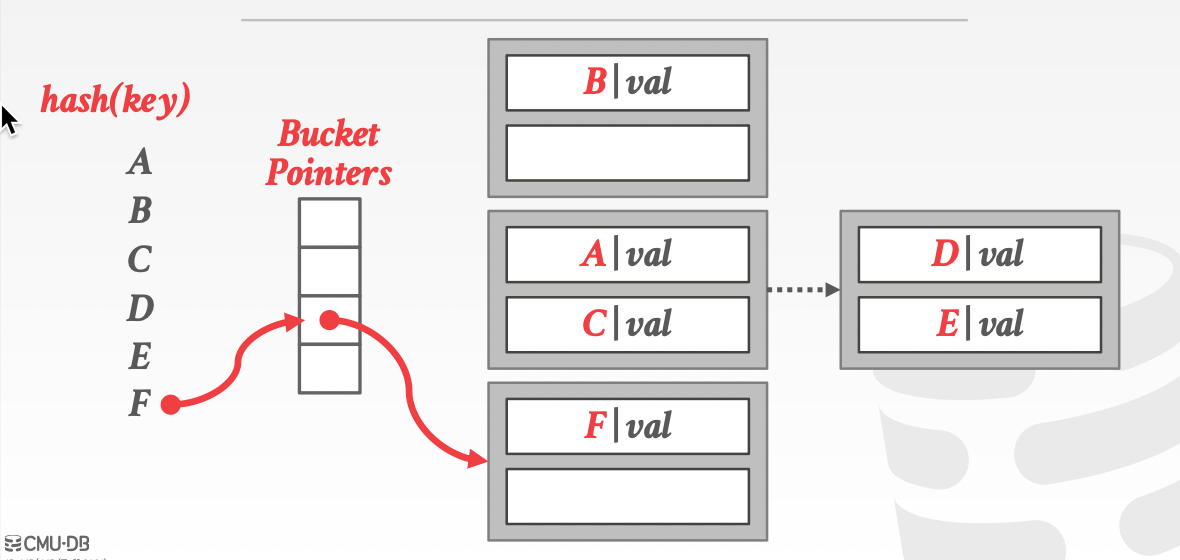 hash(key)
A
B
C
D
E
F
Bucket
Pointers
B|val
A|val
C|val
D|val
E|val
F|val
CMU·DB